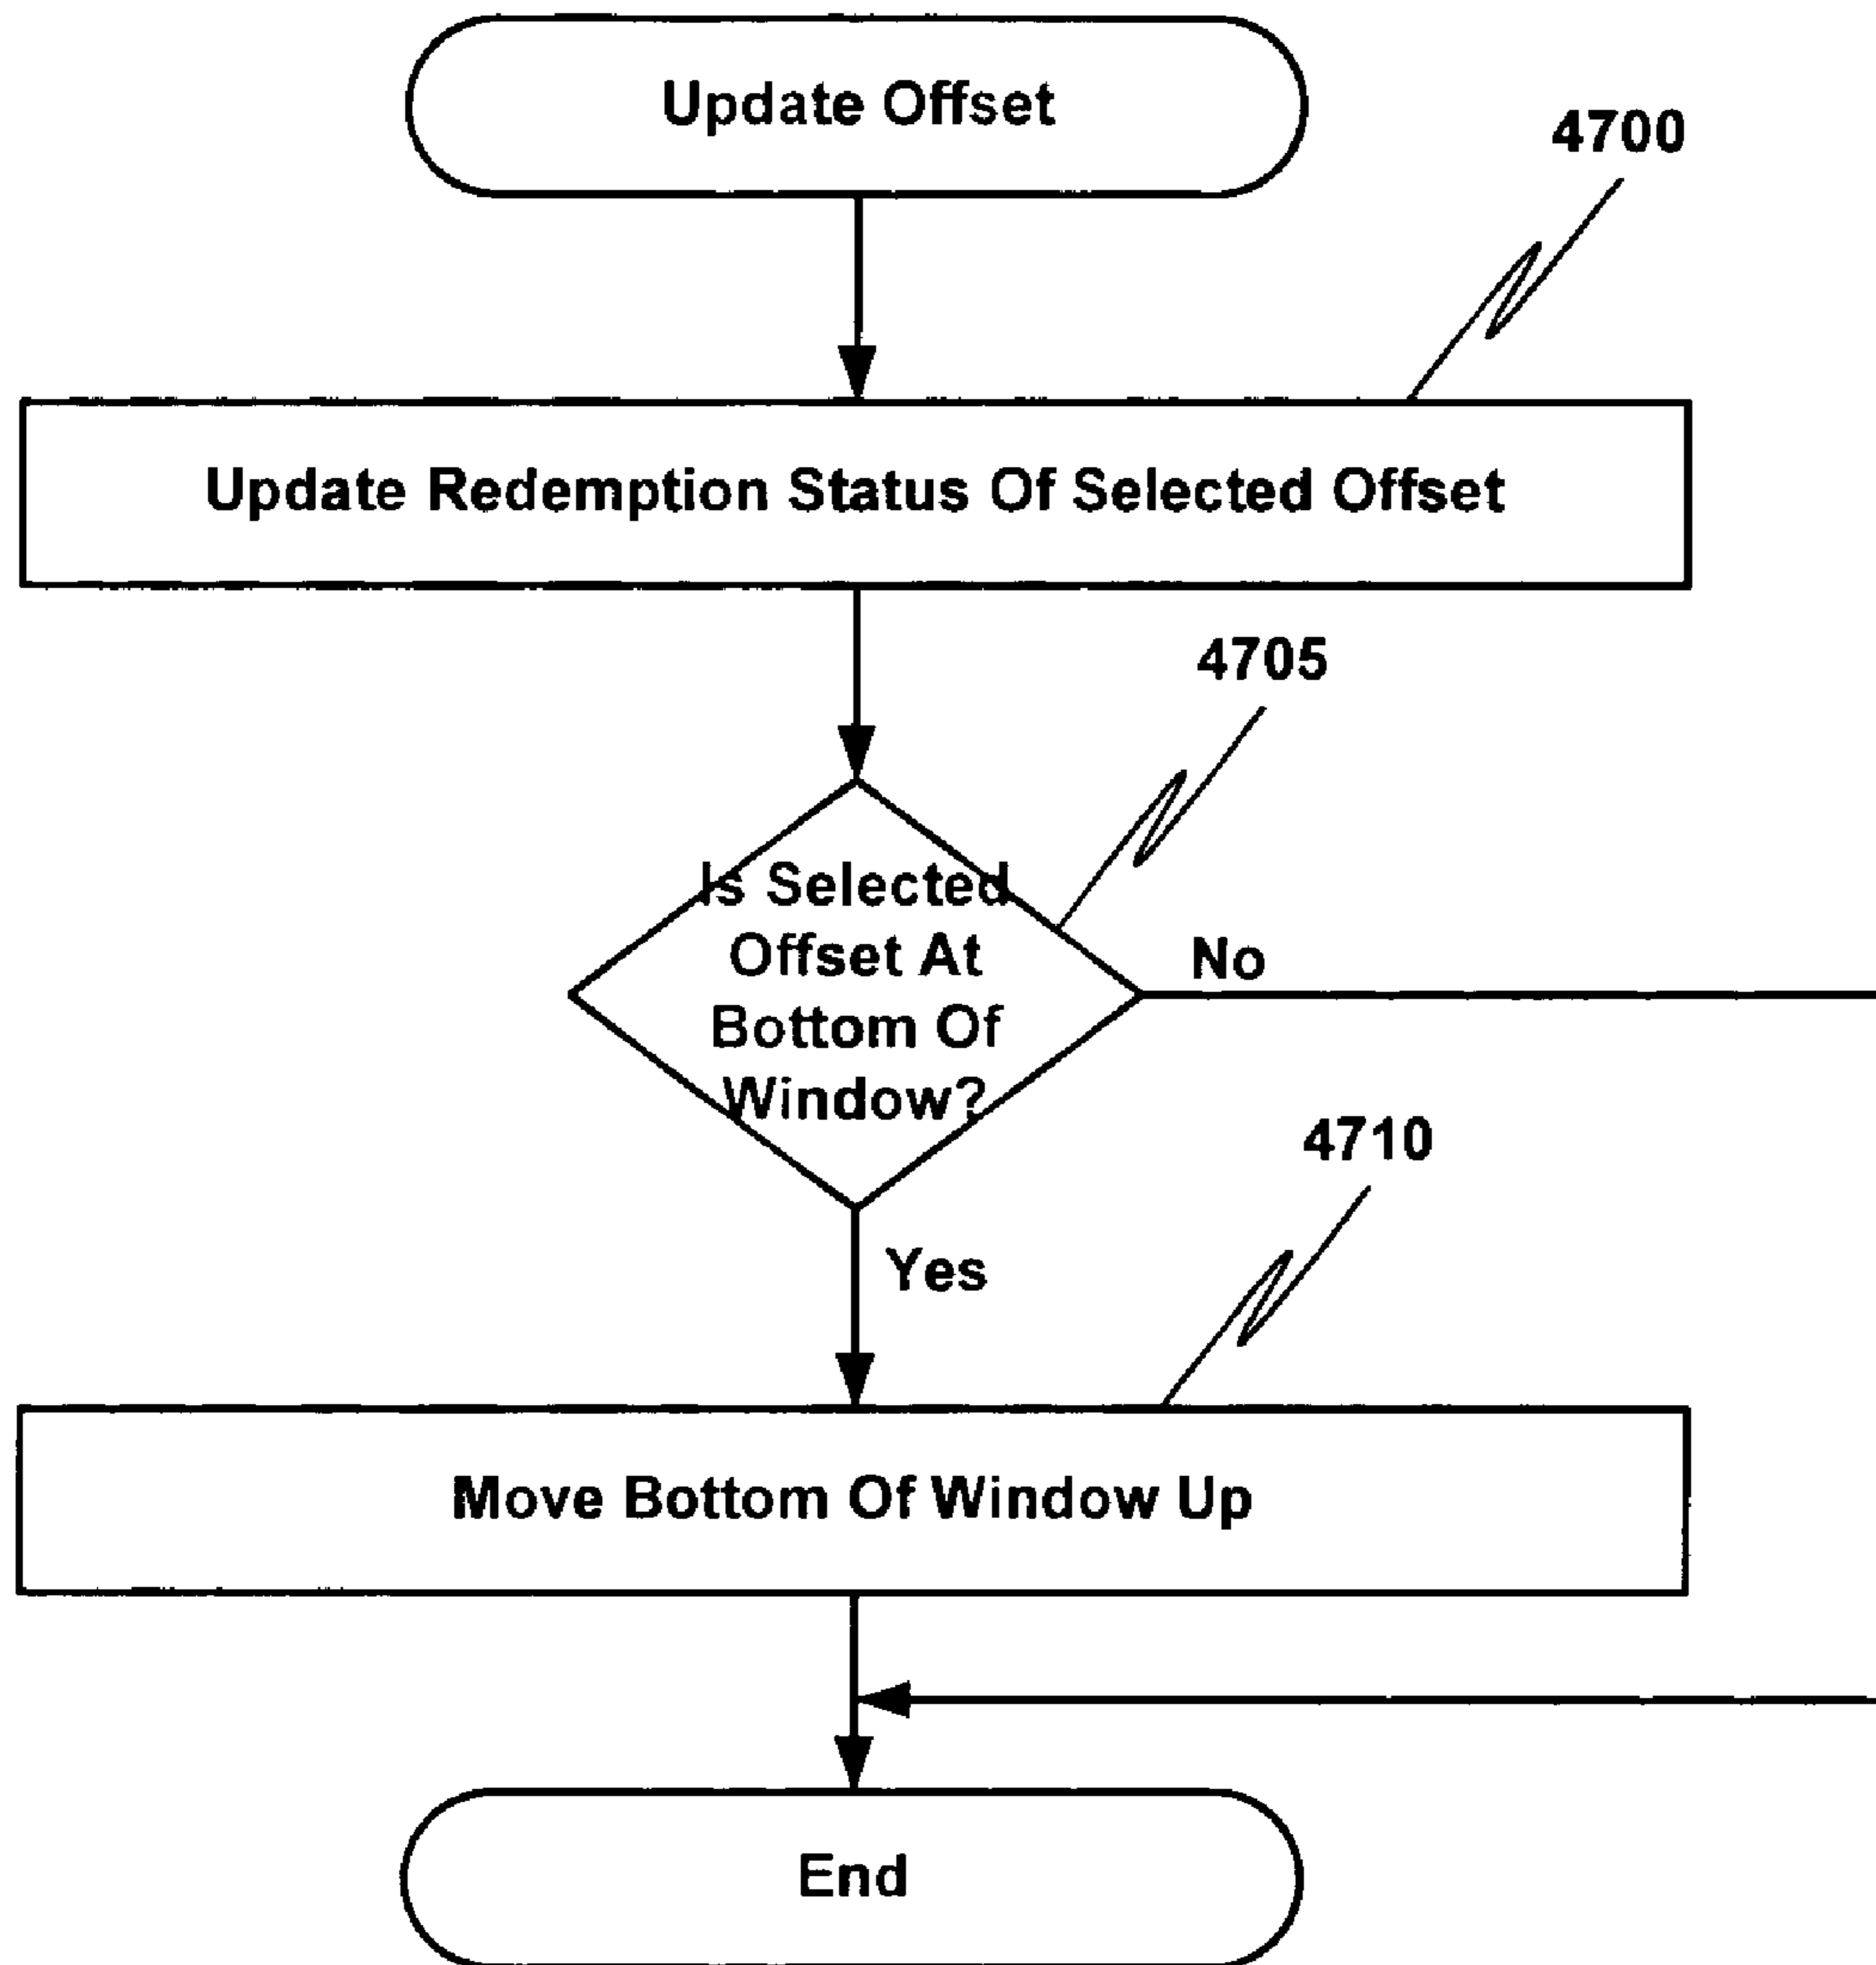 Update Offset
4700
Update Redemption Status Of Selected Offset
4705
Is Selected
Offset At
Bottom Of
Window?
No
4710
Yes
Move Bottom Of Window Up
End